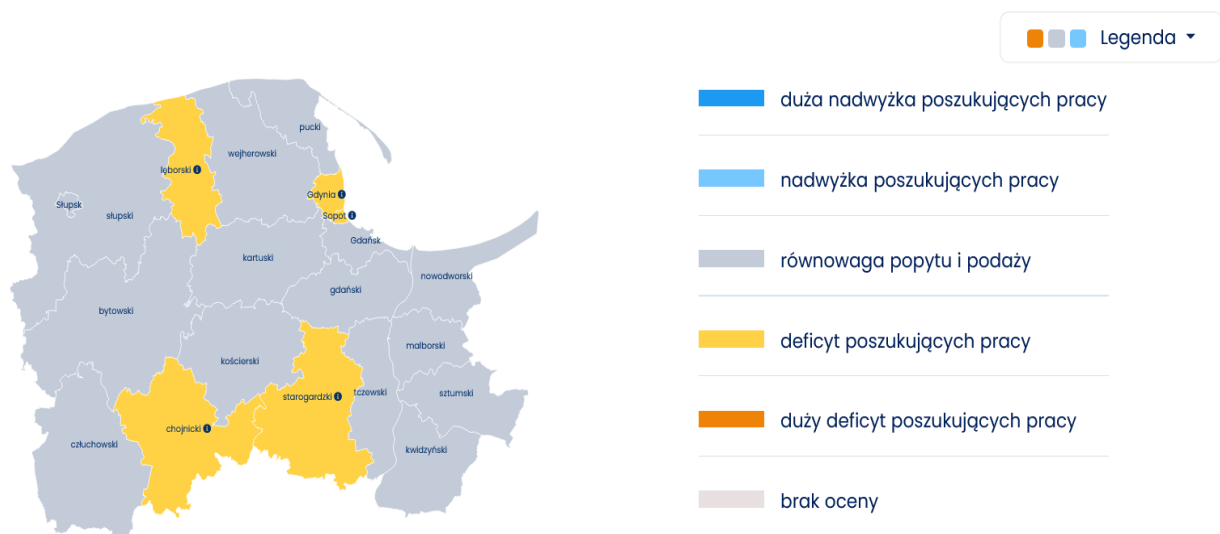 Legenda
duża nadwyżka poszukujących pracy
nadwyżka poszukujących pracy
równowaga popytu i podaży
deficyt poszukujących pracy
duży deficyt poszukujących pracy
brak oceny
pucki
wejherowski
lęborski
Gdynia
Słupsk
słupski
Sopot
Gdańsk
kartuski
nowodworski
gdański
bytowski
malborski
kościerski
sztumski
starogardzki
tczewski
chojnicki
człuchowski
kwidzyński